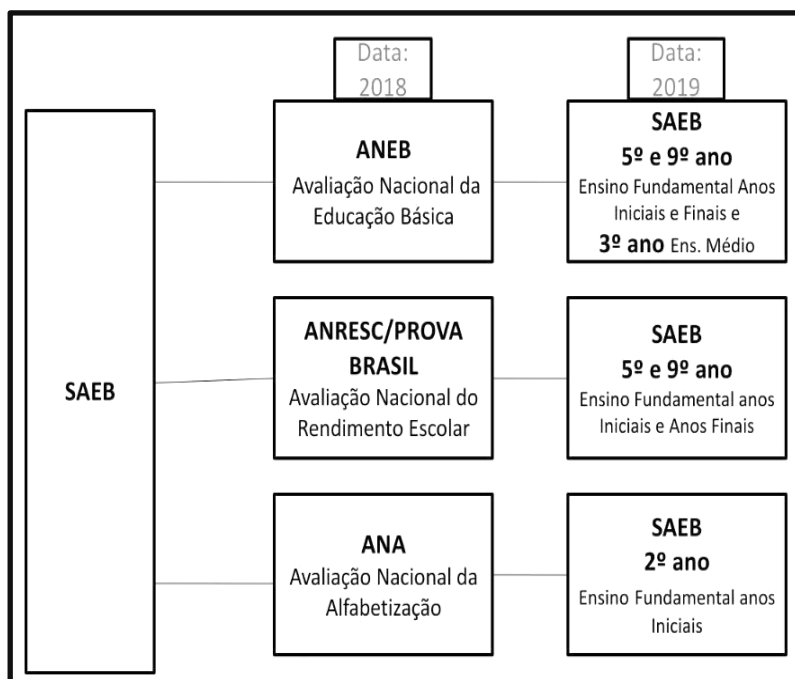 SAEB
Data:
2018
ANEB
Avaliação Nacional da
Educação Básica
ANRESC/PROVA
BRASIL
Avaliação Nacional do
Rendimento Escolar
ANA
Avaliação Nacional da
Alfabetização
Data:
2019
SAEB
5º e 9º ano
Ensino Fundamental Anos
Iniciais e Finais e
3º ano Ens. Médio
SAEB
5º e 9º ano
Ensino Fundamental anos
Iniciais e Anos Finais
SAEB
2º ano
Ensino Fundamental anos
Iniciais